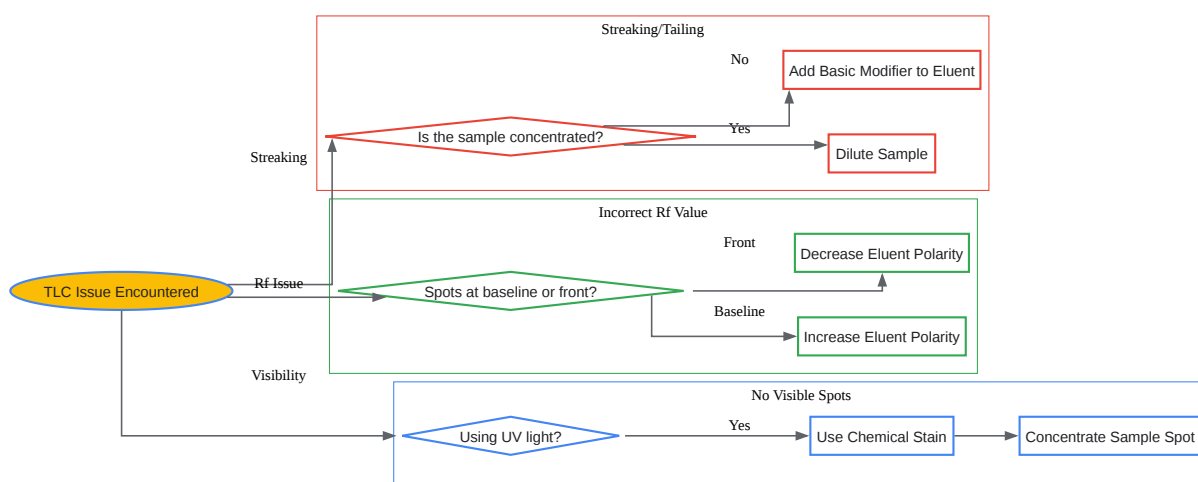 Streaking/Tailing
No
Add Basic Modifier to Eluent
Is the sample concentrated?
Yes
Dilute Sample
Streaking
Incorrect Rf Value
Front
Decrease Eluent Polarity
TLC Issue Encountered
Rf Issue
Spots at baseline or front?
Baseline
Increase Eluent Polarity
Visibility
No Visible Spots
Using UV light?
Yes
Use Chemical Stain
Concentrate Sample Spot